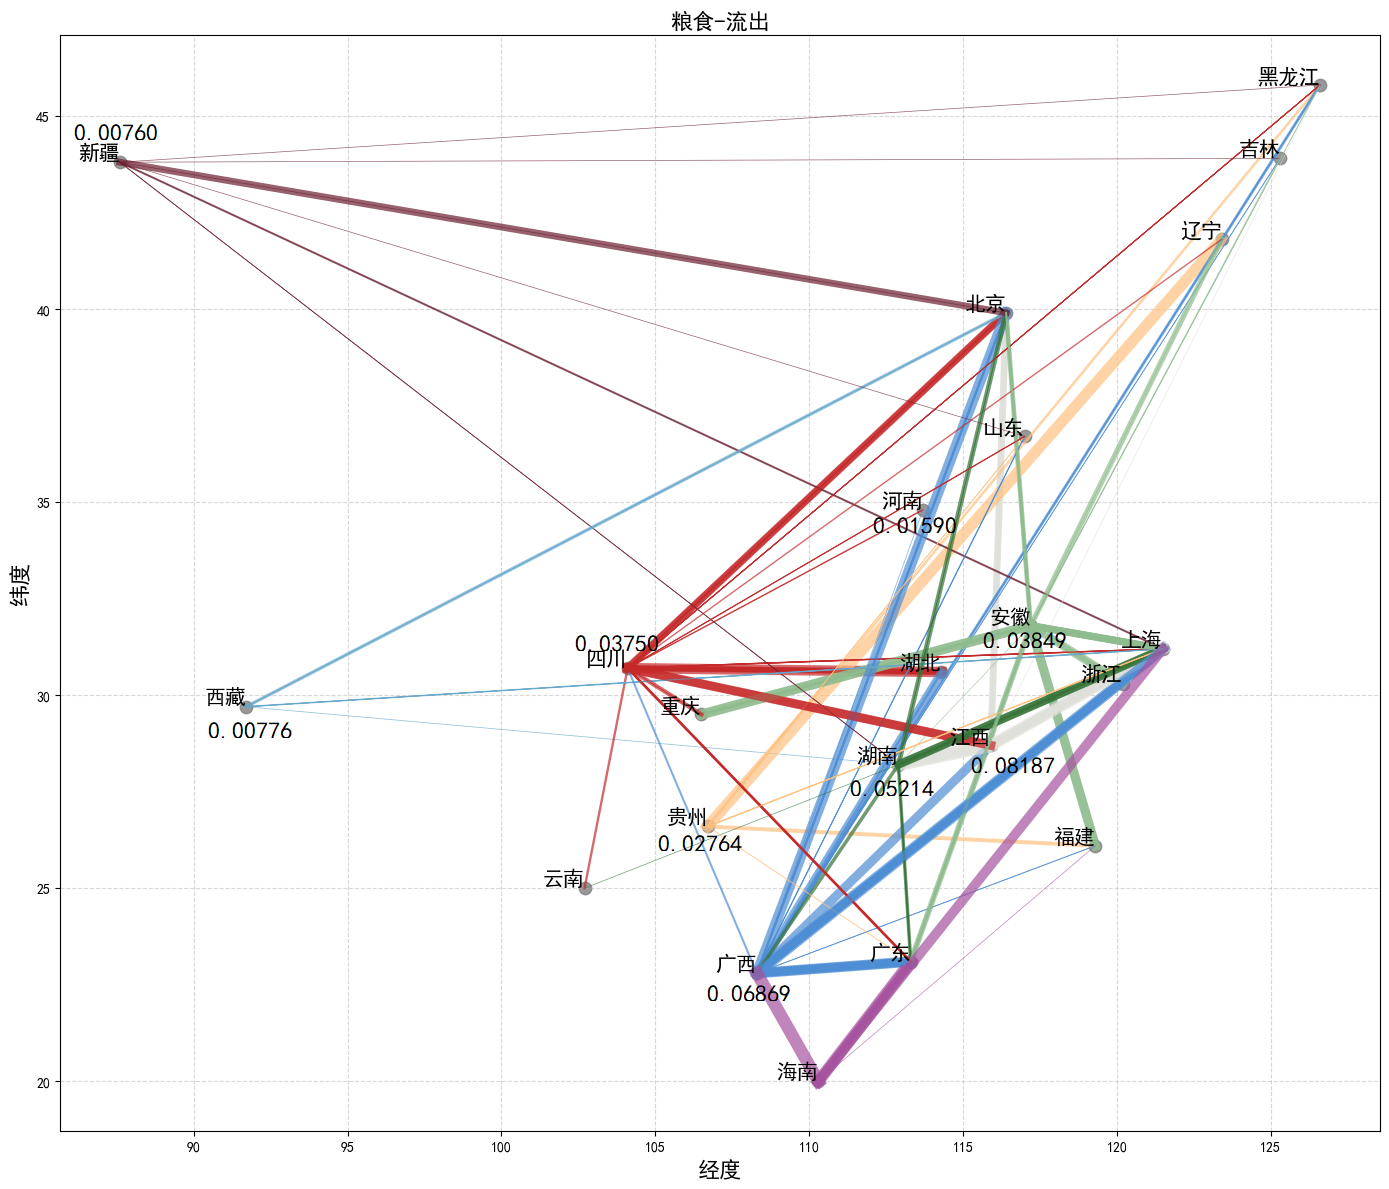 粮食-流出
黑龙江
45
0.00760
新疆
吉林
辽宁
40
北京
山东
35
河南
0.01590
纬度
安徽
0.03849
上海
0.03750
四川
湖北
浙江
30
西藏
0.00776
重庆
江西
0.08187
湖南
0.05214
贵州
0.02764
福建
25
云南
广西
0.06869
广东
20
海南
90
95
100
105
110
115
120
125
经度